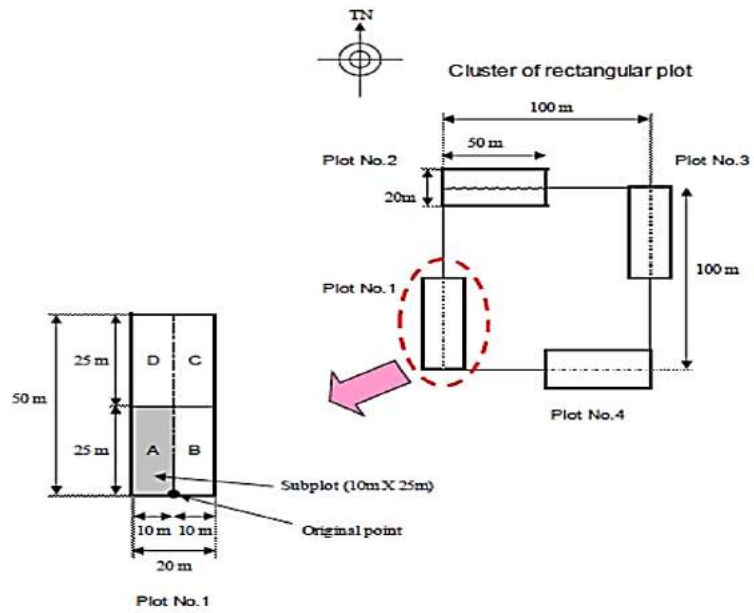 TN
Cluster of rectangular plot
100 m
50 m
Plot No.2
Plot No.3
20m
100 m
Plot No.1
25 m
D
C
50 m
Plot No.4
25 m
A
B
Subplot (10m X 25m)
10 m
10 m
Original point
20 m
Plot No.1